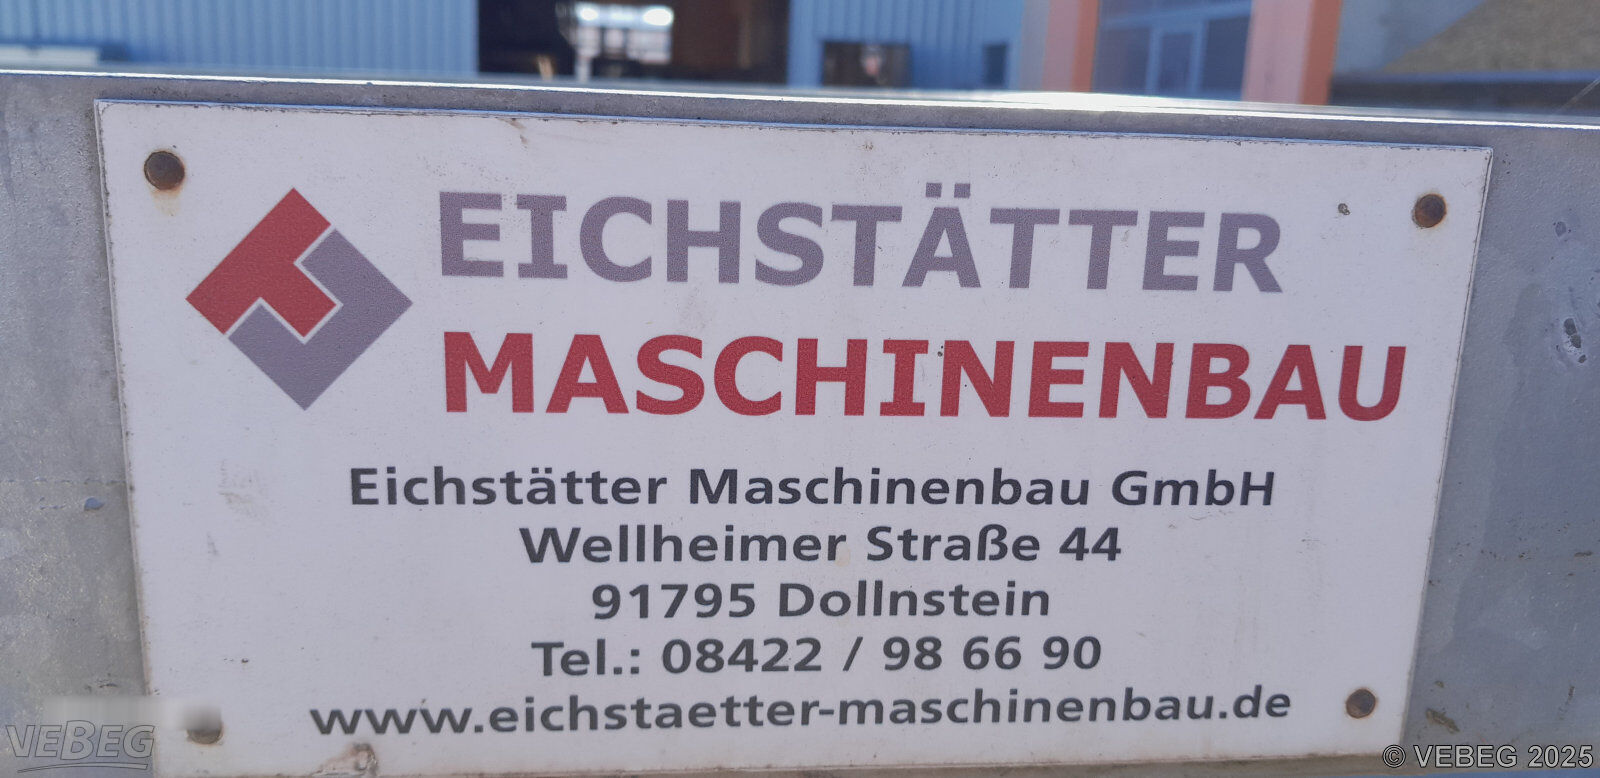 EICHSTÄTTER
MASCHINENBAU
Eichstätter Maschinenbau GmbH
Wellheimer Straße 44
91795 Dollnstein
Tel.: 08422 / 98 66 90
www.eichstaetter-maschinenbau.de
VEBEG
© VEBEG 2025